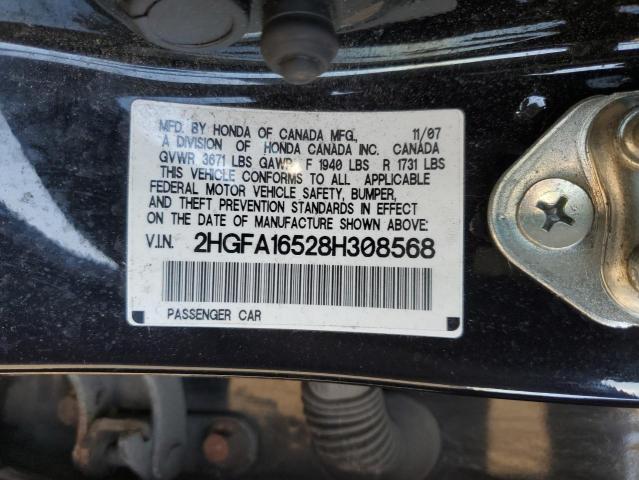 MFD. BY HONDA OF CANADA MFG., 11/07
A DIVISION OF HONDA CANADA INC. CANADA
GVWR 3671 LBS GAWR F 1940 LBS R 1731 LBS
THIS VEHICLE CONFORMS TO ALL APPLICABLE
FEDERAL MOTOR VEHICLE SAFETY, BUMPER,
AND THEFT PREVENTION STANDARDS IN EFFECT
ON THE DATE OF MANUFACTURE SHOWN ABOVE:
V.I.N. 2HGFA16528H308568
PASSENGER CAR